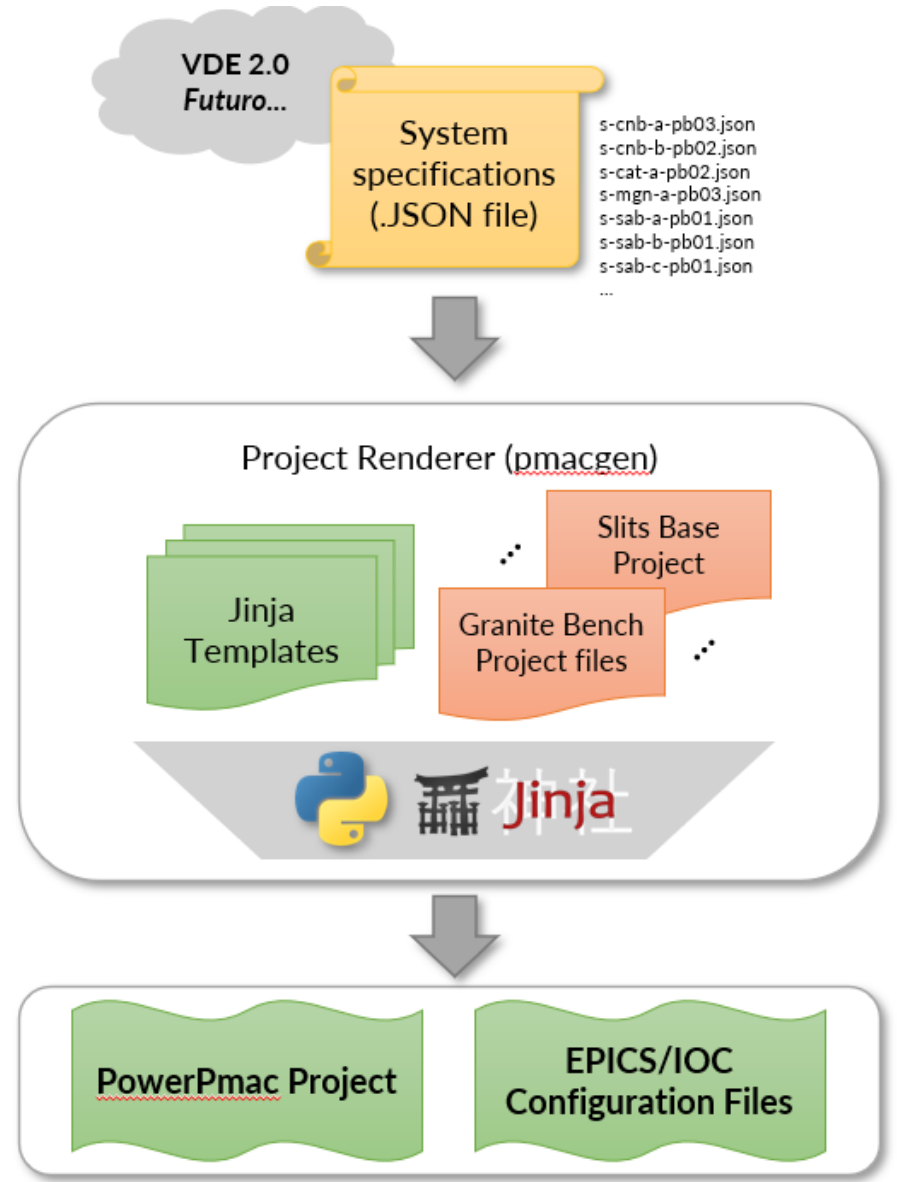 VDE 2.0
Futuro...
System
specifications
(.JSON file)
s-cnb-a-pb03.json
s-cnb-b-pb02.json
s-cat-a-pb02.json
s-mgn-a-pb03.json
s-sab-a-pb01.json
s-sab-b-pb01.json
s-sab-c-pb01.json
...
Project Renderer (pmacgen)
Slits Base
Project
Jinja
Templates
Granite Bench
Project files
神社
Jinja
PowerPmac Project
EPICS/IOC
Configuration Files